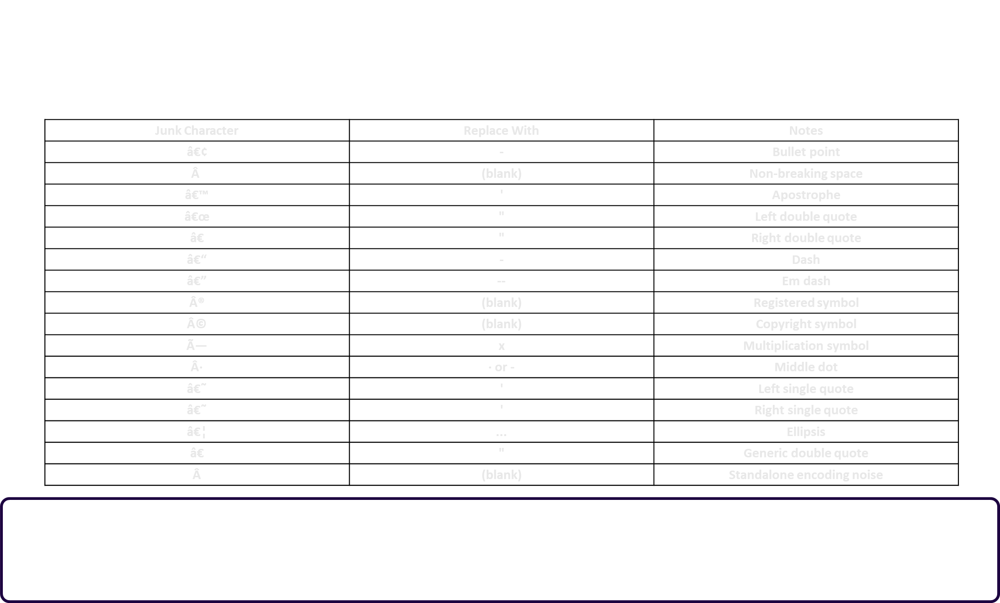 Junk Character Replace With Notes
â€¢ - Bullet point
Â (blank) Non-breaking space
â€™ ' Apostrophe
â€œ " Left double quote
â€ " Right double quote
â€“ - Dash
â€” -- Em dash
Â® (blank) Registered symbol
Â© (blank) Copyright symbol
Ã— x Multiplication symbol
Â· · or - Middle dot
â€˜ ' Left single quote
â€˜ ' Right single quote
â€¦ ... Ellipsis
â€ " Generic double quote
Â (blank) Standalone encoding noise